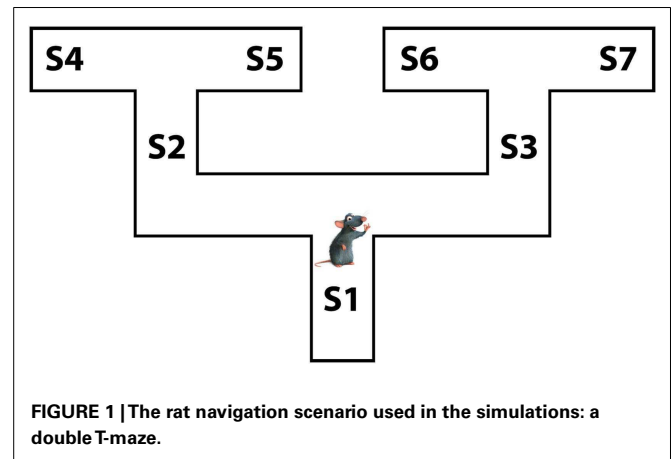 S4 S5 S6 S7
S2 S3
S1
FIGURE 1 | The rat navigation scenario used in the simulations: a
double T-maze.